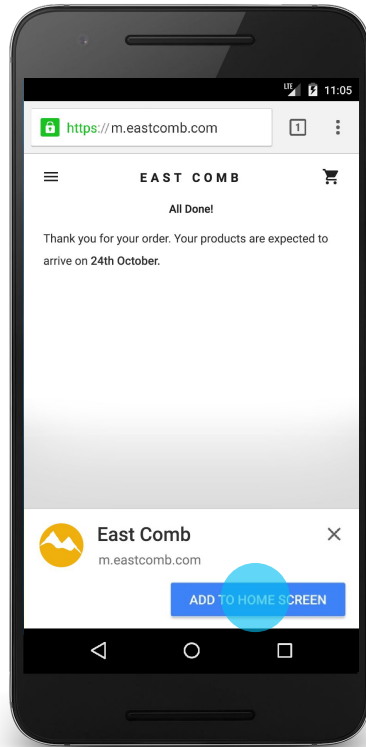 LTE 11:05
https://m.eastcomb.com 1
EAST COMB
All Done!
Thank you for your order. Your products are expected to
arrive on 24th October.
East Comb
m.eastcomb.com
ADD TO HOME SCREEN